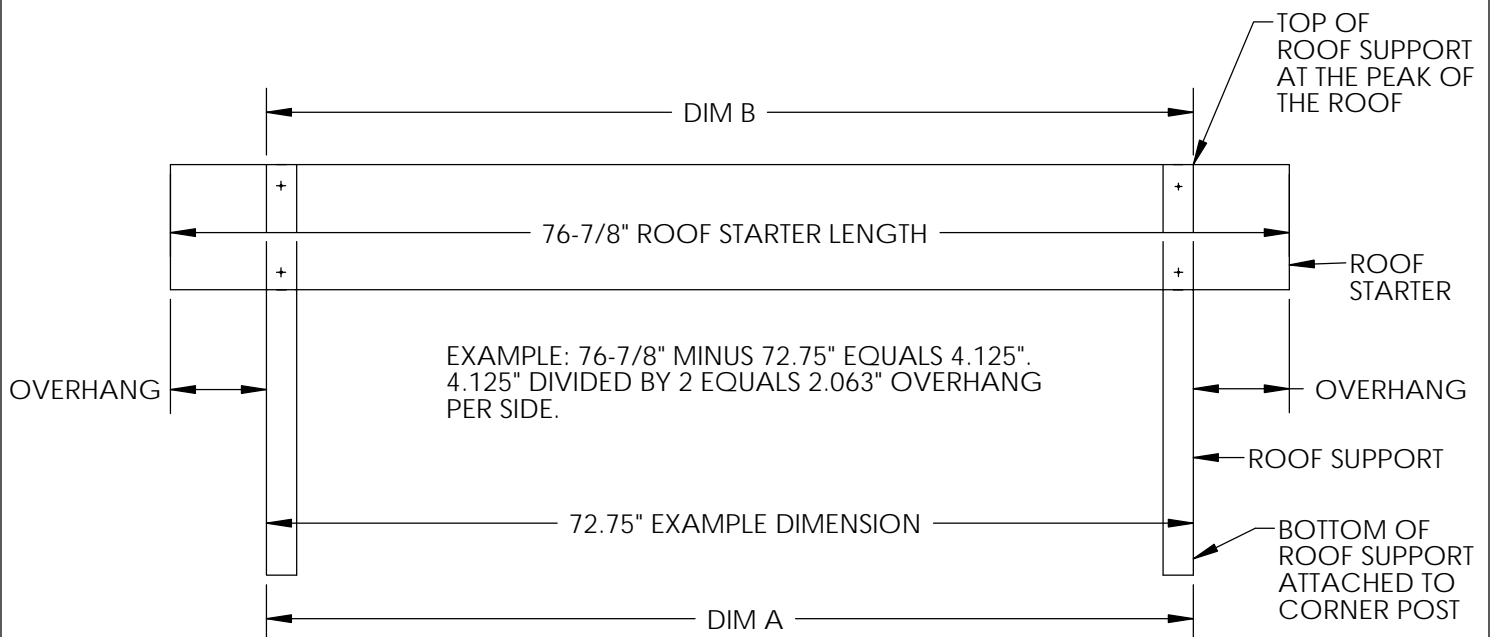 TOP OF
ROOF SUPPORT
AT THE PEAK OF
THE ROOF
DIM B
76-7/8" ROOF STARTER LENGTH
ROOF
STARTER
EXAMPLE: 76-7/8" MINUS 72.75" EQUALS 4.125".
4.125" DIVIDED BY 2 EQUALS 2.063" OVERHANG
PER SIDE.
OVERHANG
OVERHANG
ROOF SUPPORT
72.75" EXAMPLE DIMENSION
BOTTOM OF
ROOF SUPPORT
ATTACHED TO
CORNER POST
DIM A